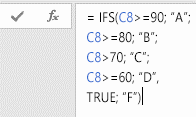 fx
= IFS(C8>=90; “A”;
C8>=80; “B”;
C8>70; “C”;
C8>=60; “D”,
TRUE; “F”)